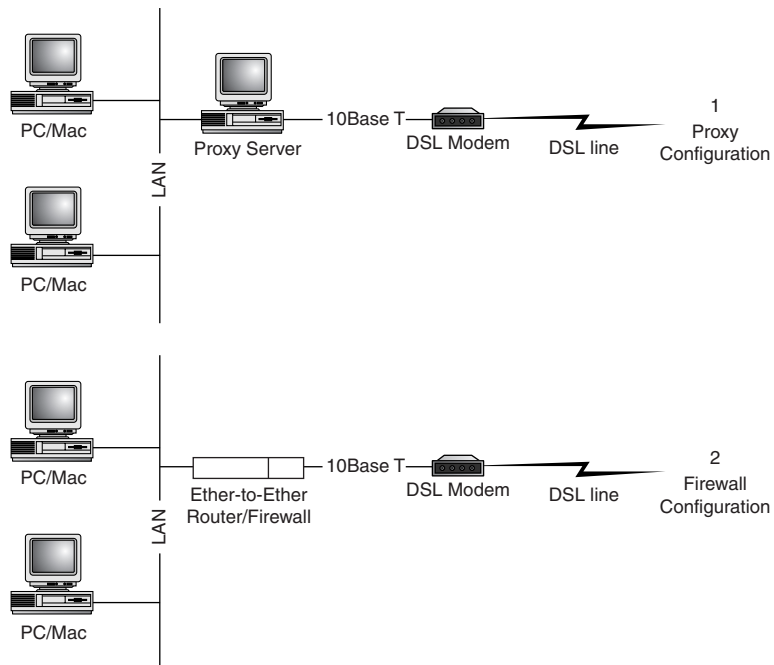 PC/Mac
LAN
Proxy Server
10Base T
DSL Modem
DSL line
1
Proxy
Configuration
PC/Mac
PC/Mac
LAN
Ether-to-Ether
Router/Firewall
10Base T
DSL Modem
DSL line
2
Firewall
Configuration
PC/Mac